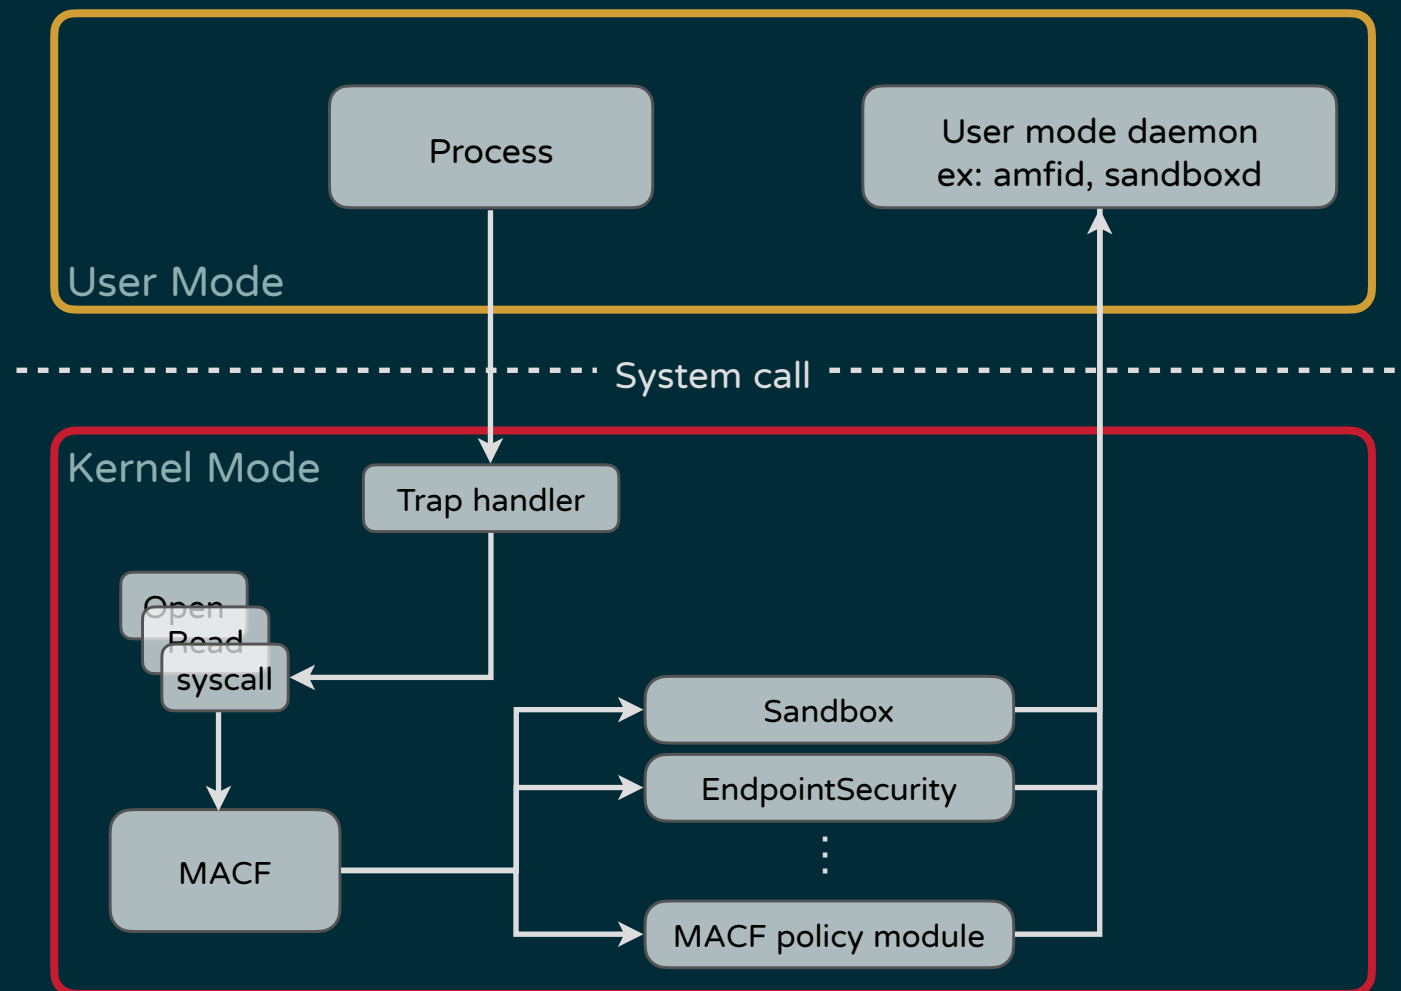 Process
User mode daemon
ex: amfid, sandboxd
User Mode
System call
Kernel Mode
Trap handler
Open
Read
syscall
Sandbox
EndpointSecurity
MACF
MACF policy module